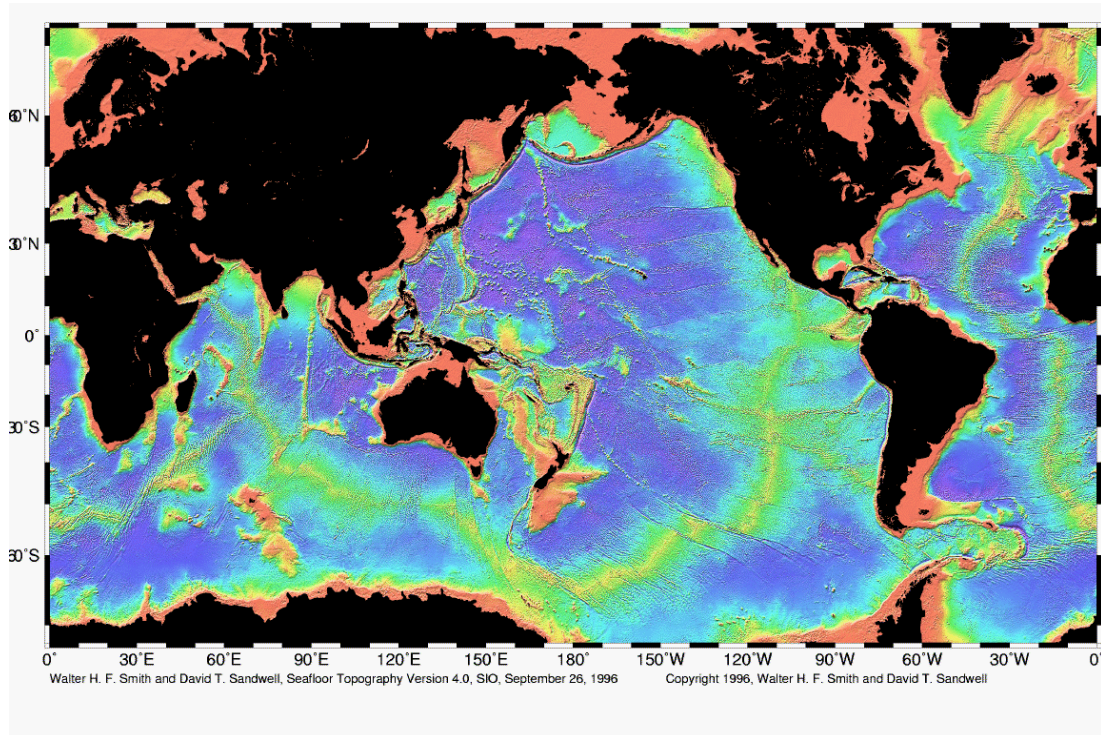 60°N
30°N
0°
30°S
60°S
0° 30°E 60°E 90°E 120°E 150°E 180° 150°W 120°W 90°W 60°W 30°W 0°
Walter H. F. Smith and David T. Sandwell, Seafloor Topography Version 4.0, SIO, September 26, 1996 Copyright 1996, Walter H. F. Smith and David T. Sandwell